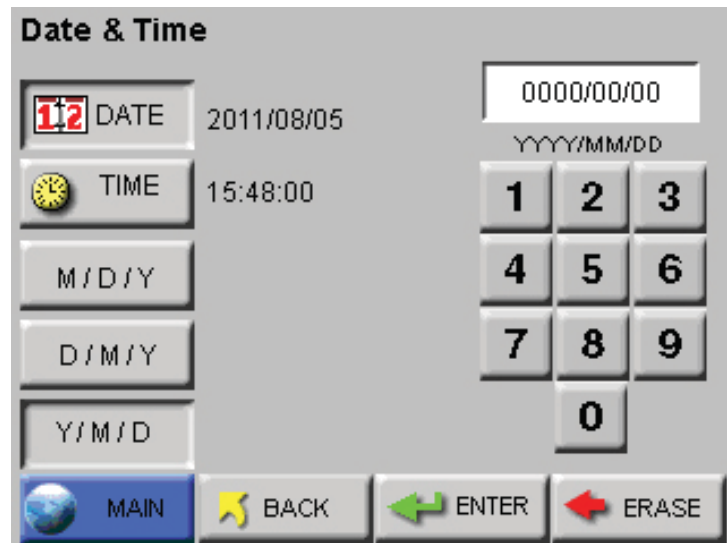 Date & Time
DATE 2011/08/05
0000/00/00
YYYY/MM/DD
TIME 15:48:00
1 2 3
M/D/Y
4 5 6
D/M/Y
7 8 9
Y/M/D
0
MAIN BACK ENTER ERASE